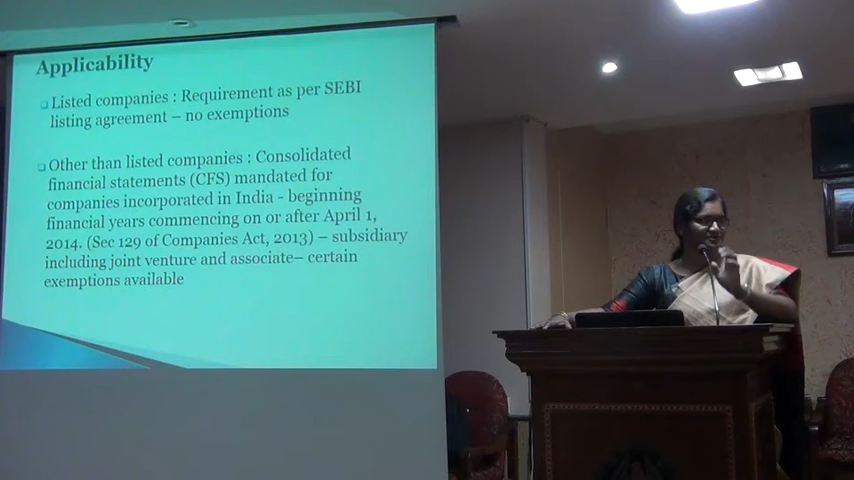 Applicability
Listed companies : Requirement as per SEBI
listing agreement – no exemptions
Other than listed companies : Consolidated
financial statements (CFS) mandated for
companies incorporated in India - beginning
financial years commencing on or after April 1,
2014. (Sec 129 of Companies Act, 2013) – subsidiary
including joint venture and associate– certain
exemptions available